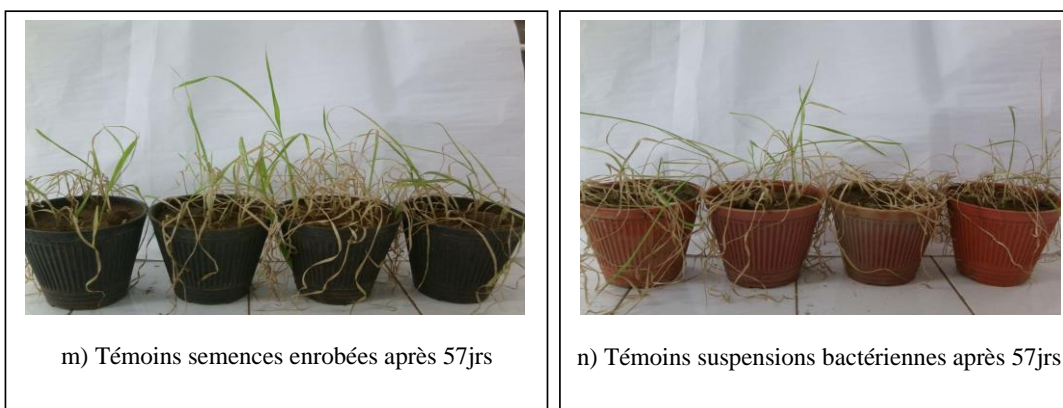 m) Témoins semences enrobées après 57jrs
n) Témoins suspensions bactériennes après 57jrs